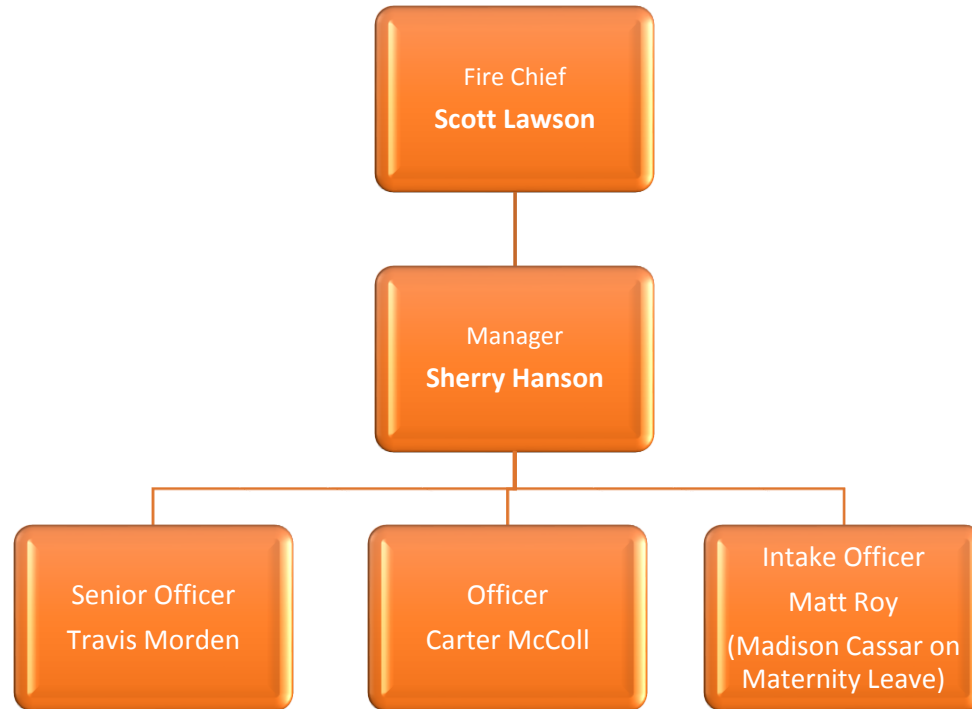 Fire Chief
Scott Lawson
Manager
Sherry Hanson
Senior Officer
Travis Morden
Officer
Carter McColl
Intake Officer
Matt Roy
(Madison Cassar on
Maternity Leave)